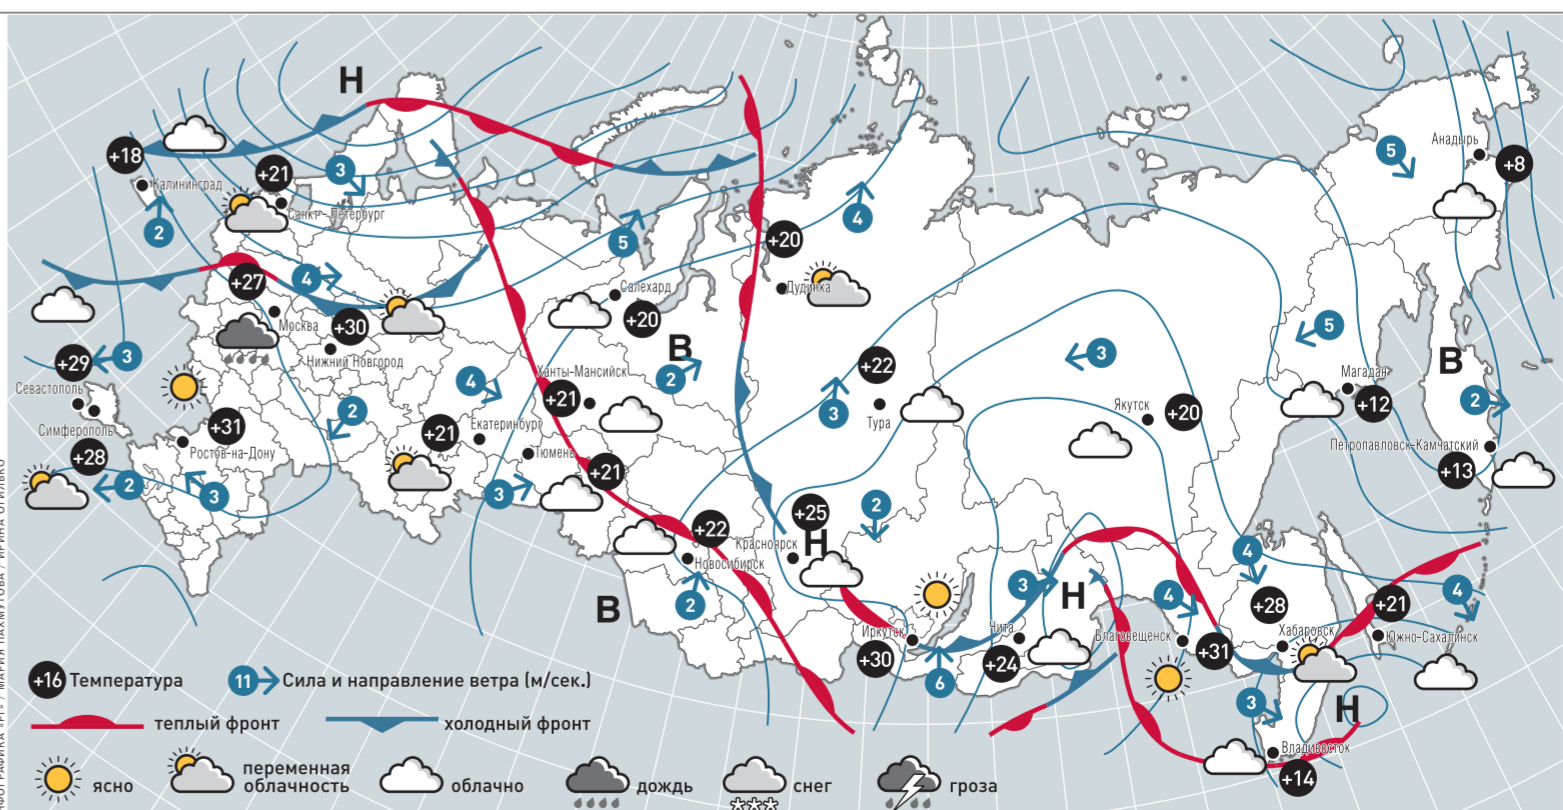 Н
+18
Калининград
2
+21
Санкт-Петербург
3
5
4
+27
Москва
+30
Нижний Новгород
+29
3
Севастополь
Симферополь
+28
2
+31
Ростов-на-Дону
3
2
4
+21
Екатеринбург
3
Тюмень
+21
Салехард
+20
В
2
Ханты-Мансийск
+21
+20
Дудинка
4
+22
Тура
3
3
Якутск
+20
5
Анадырь
+8
5
Магадан
+12
В
2
Петропавловск-Камчатский
+13
+22
Новосибирск
2
В
+25
Красноярск
Н
2
Иркутск
+30
6
3
Чита
+24
Н
4
Благовещенск
+31
4
+28
Хабаровск
+21
Южно-Сахалинск
4
3
Н
Владивосток
+14
+16 Температура
11 Сила и направление ветра (м/сек.)
теплый фронт
холодный фронт
ясно
переменная
облачность
облачно
дождь
снег
гроза